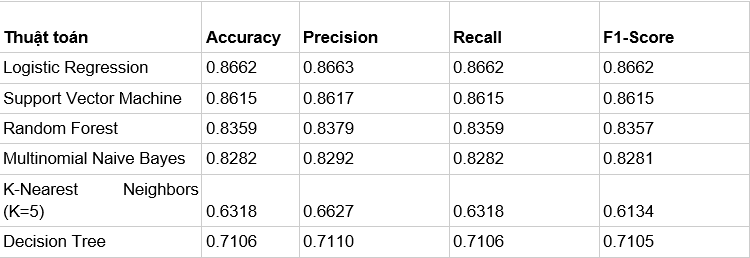 Thuật toán Accuracy Precision Recall F1-Score
Logistic Regression 0.8662 0.8663 0.8662 0.8662
Support Vector Machine 0.8615 0.8617 0.8615 0.8615
Random Forest 0.8359 0.8379 0.8359 0.8357
Multinomial Naive Bayes 0.8282 0.8292 0.8282 0.8281
K-Nearest Neighbors
(K=5) 0.6318 0.6627 0.6318 0.6134
Decision Tree 0.7106 0.7110 0.7106 0.7105